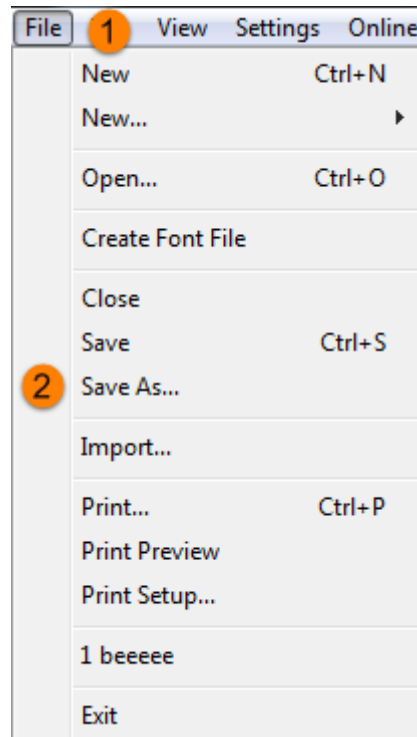 File 1 View Settings Online
New Ctrl+N
New...
Open... Ctrl+O
Create Font File
Close
Save Ctrl+S
2 Save As...
Import...
Print... Ctrl+P
Print Preview
Print Setup...
1 beeeee
Exit